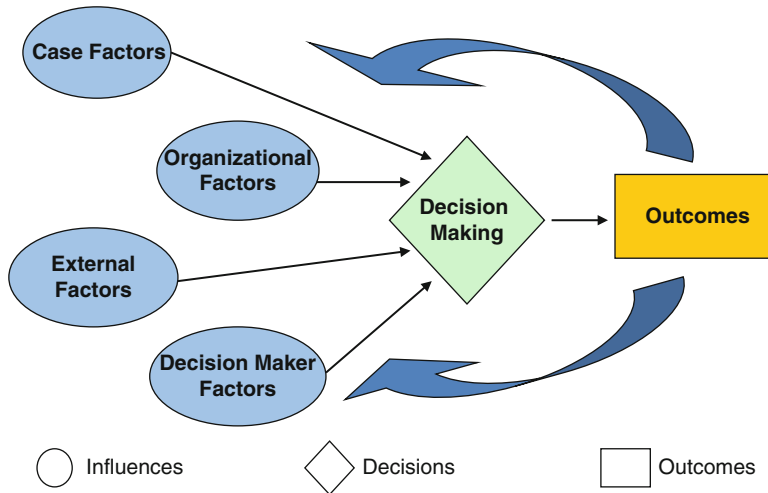 Case Factors
Organizational
Factors
External
Factors
Decision Maker
Factors
Decision
Making
Outcomes
Influences
Decisions
Outcomes